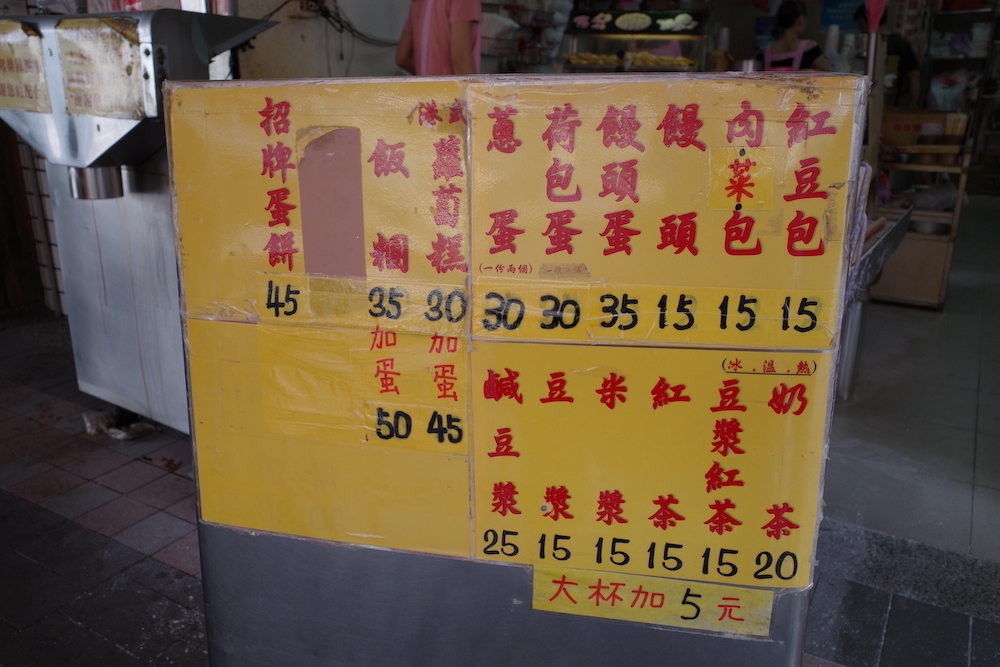 紅豆包
15
肉.菜包
15
饅頭
15
饅頭蛋
35
荷包蛋
30
蔥蛋
(一份兩個)
30
港式蘿蔔糕
30
加蛋
45
飯糰
35
加蛋
50
招牌蛋餅
45
(冰.溫.熱)
奶茶
20
豆漿紅茶
15
紅茶
15
米漿
15
豆漿
15
鹹豆漿
25
大杯加5元